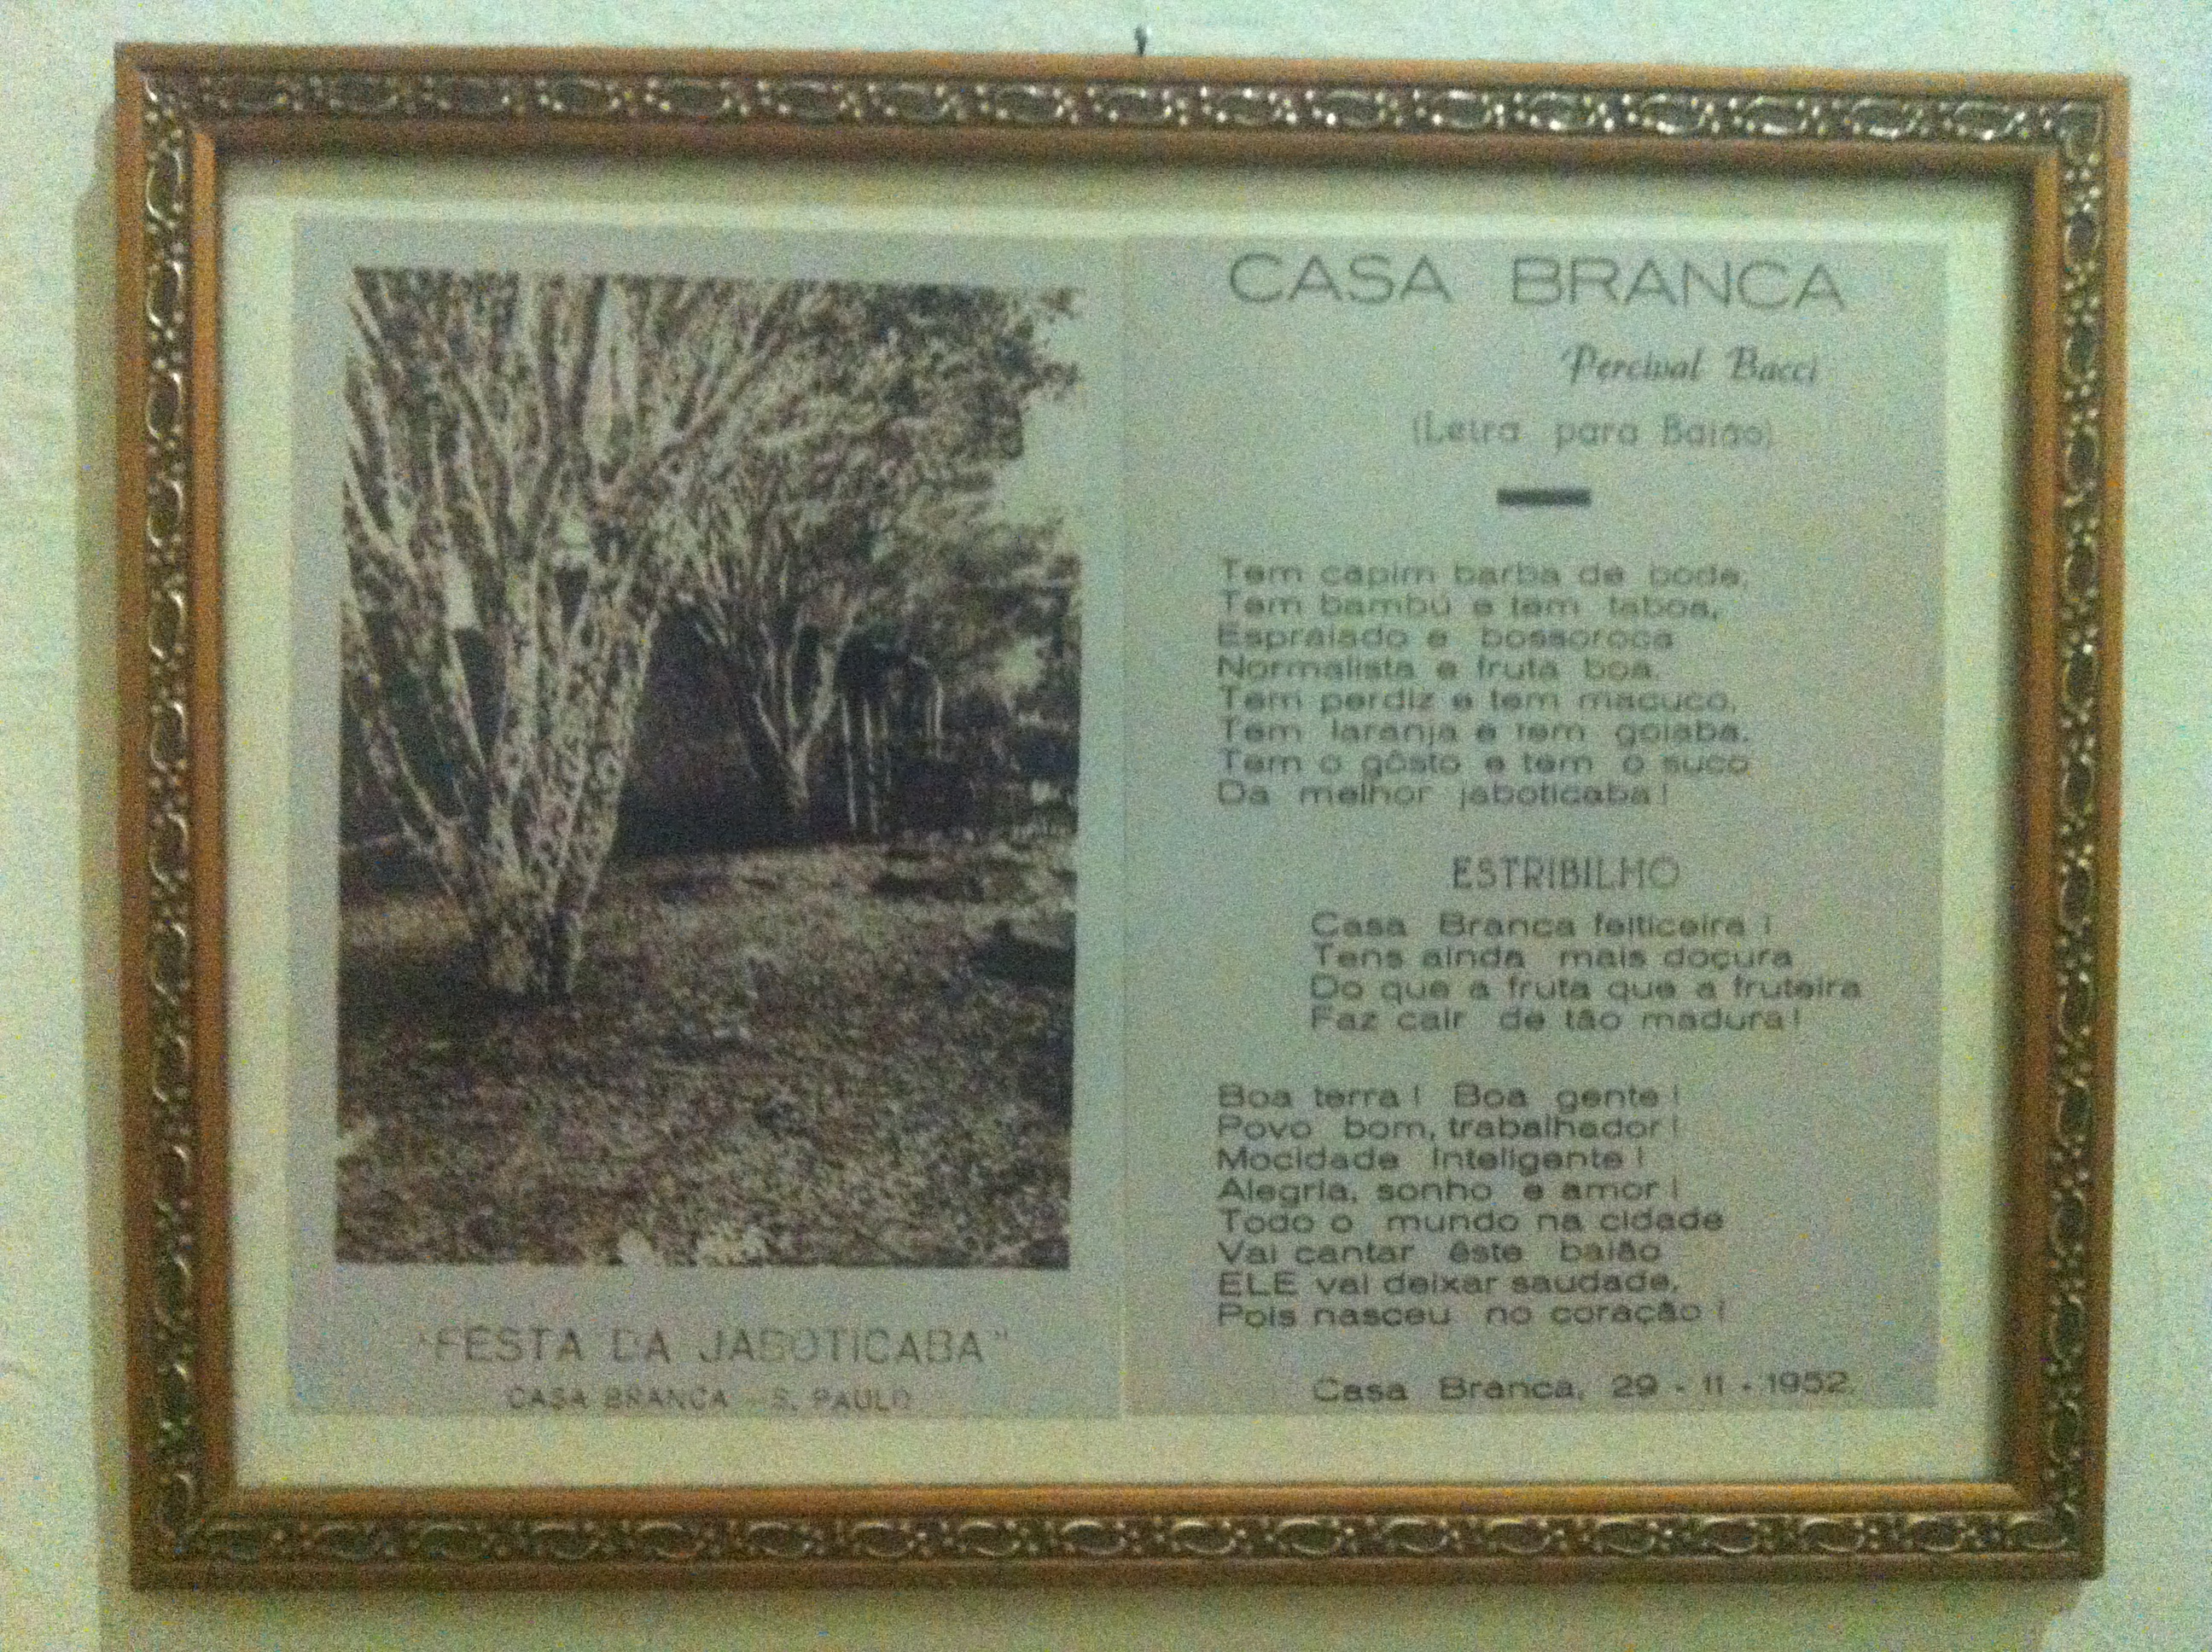 CASA BRANCA
Percival Bacci
(Letra para Baião)
Tem capim barba de bode,
Tem bambú e tem taboa,
Espraiado e bossoroca
Normalista e fruta boa.
Tem perdiz e tem macuco,
Tem laranja e tem goiaba.
Tem o gôsto e tem o suco
Da melhor jaboticaba!
ESTRIBILHO
Casa Branca feiticeira!
Tens ainda mais doçura
Do que a fruta que a fruteira
Faz cair de tão madura!
Boa terra! Boa gente!
Povo bom, trabalhador!
Mocidade Inteligente!
Alegria, sonho e amor!
Todo o mundo na cidade
Vai cantar êste baião
ELE vai deixar saudade,
Pois nasceu no coração!
Casa Branca, 29 - 11 - 1952.
"FESTA DA JABOTICABA"
CASA BRANCA - S. PAULO